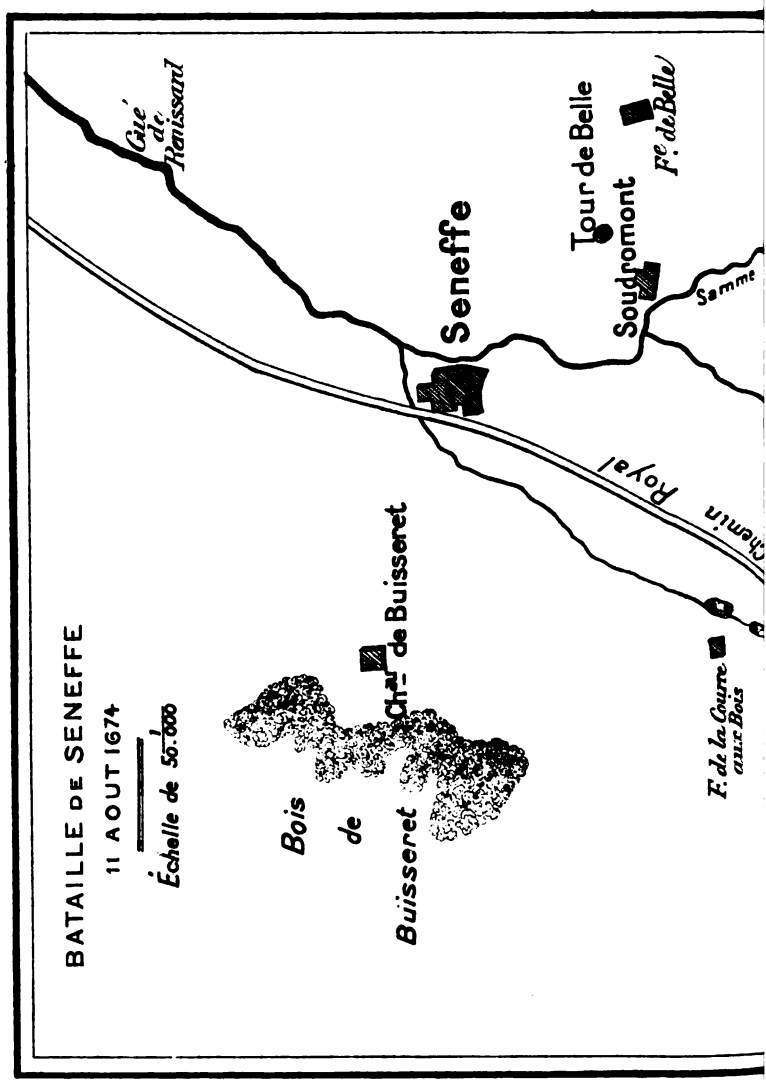 BATAILLE DE SENEFFE
11 AOUT 1674
Échelle de 1/50.000
Bois
de
Buisseret
Chau de Buisseret
Gué
de
Renissart
Seneffe
Tour de Belle
Fe. de Belle
Soudromont
Samme
Chemin Royal
F. de la Courre
aux Bois